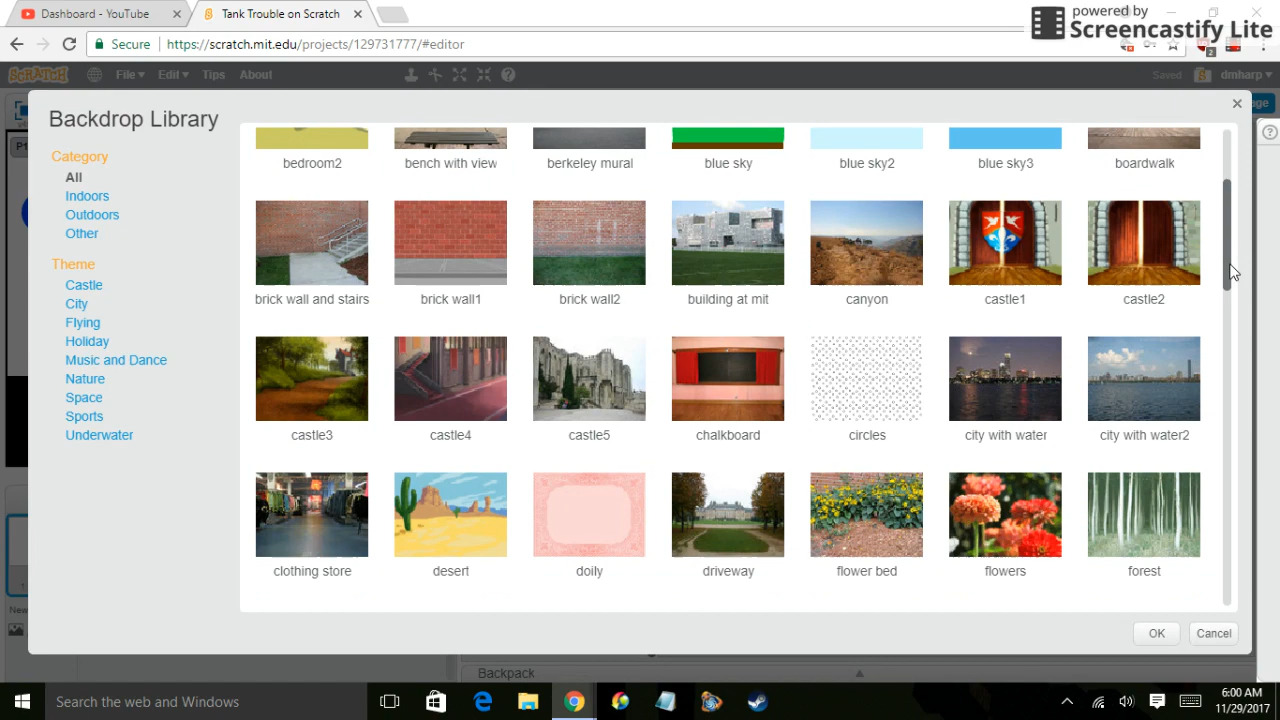 powered by
Screencastify Lite
Dashboard - YouTube
Tank Trouble on Scratch
Secure
https://scratch.mit.edu/projects/129731777/#editor
SCRATCH
File
Edit
Tips
About
Saved
dmharp
Backdrop Library
Category
All
Indoors
Outdoors
Other
Theme
Castle
City
Flying
Holiday
Music and Dance
Nature
Space
Sports
Underwater
bedroom2
bench with view
berkeley mural
blue sky
blue sky2
blue sky3
boardwalk
brick wall and stairs
brick wall1
brick wall2
building at mit
canyon
castle1
castle2
castle3
castle4
castle5
chalkboard
circles
city with water
city with water2
clothing store
desert
doily
driveway
flower bed
flowers
forest
OK
Cancel
New
Backpack
Search the web and Windows
6:00 AM
11/29/2017